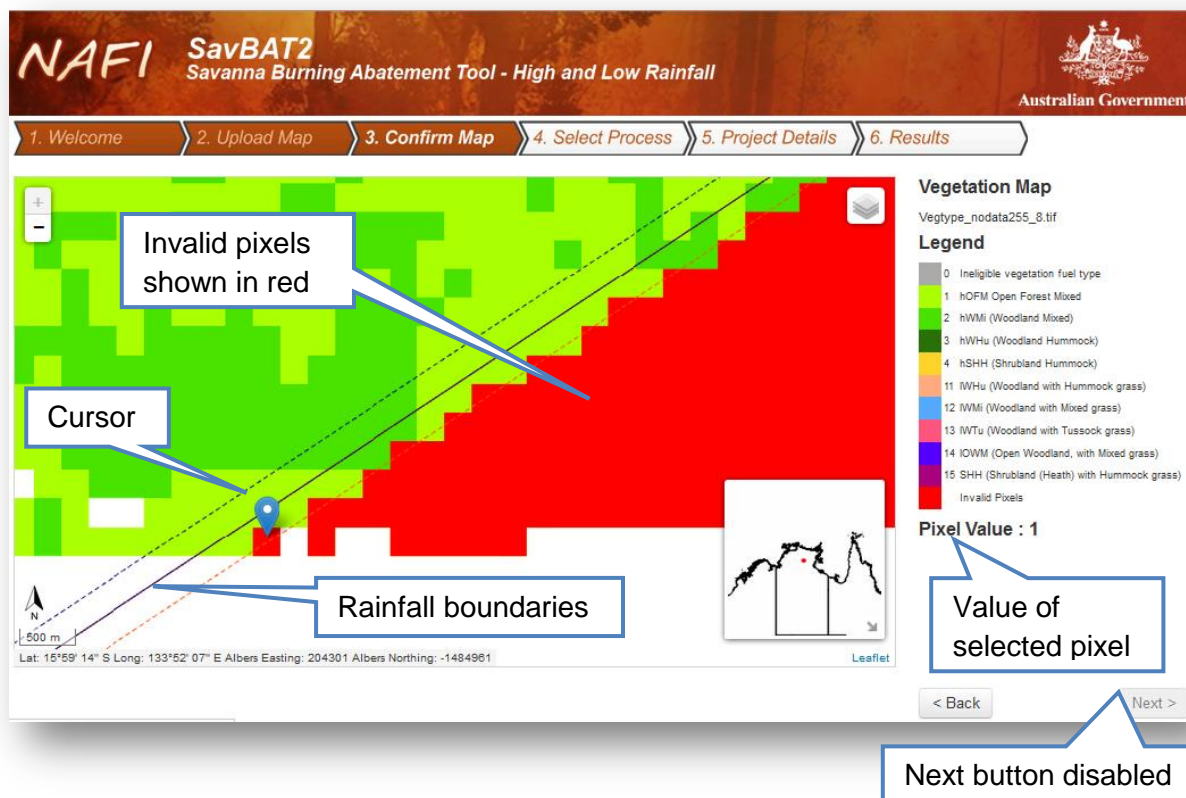 NAFI
SavBAT2
Savanna Burning Abatement Tool - High and Low Rainfall
Australian Government
1. Welcome
2. Upload Map
3. Confirm Map
4. Select Process
5. Project Details
6. Results
+
−
Invalid pixels
shown in red
Cursor
Rainfall boundaries
N
500 m
Lat: 15°59' 14" S Long: 133°52' 07" E Albers Easting: 204301 Albers Northing: -1484961
Leaflet
Vegetation Map
Vegtype_nodata255_8.tif
Legend
0 Ineligible vegetation fuel type
1 hOFM Open Forest Mixed
2 hWMi (Woodland Mixed)
3 hWHu (Woodland Hummock)
4 hSHH (Shrubland Hummock)
11 lWHu (Woodland with Hummock grass)
12 lWMi (Woodland with Mixed grass)
13 lWTu (Woodland with Tussock grass)
14 lOWM (Open Woodland, with Mixed grass)
15 SHH (Shrubland (Heath) with Hummock grass)
Invalid Pixels
Pixel Value : 1
Value of
selected pixel
< Back
Next >
Next button disabled